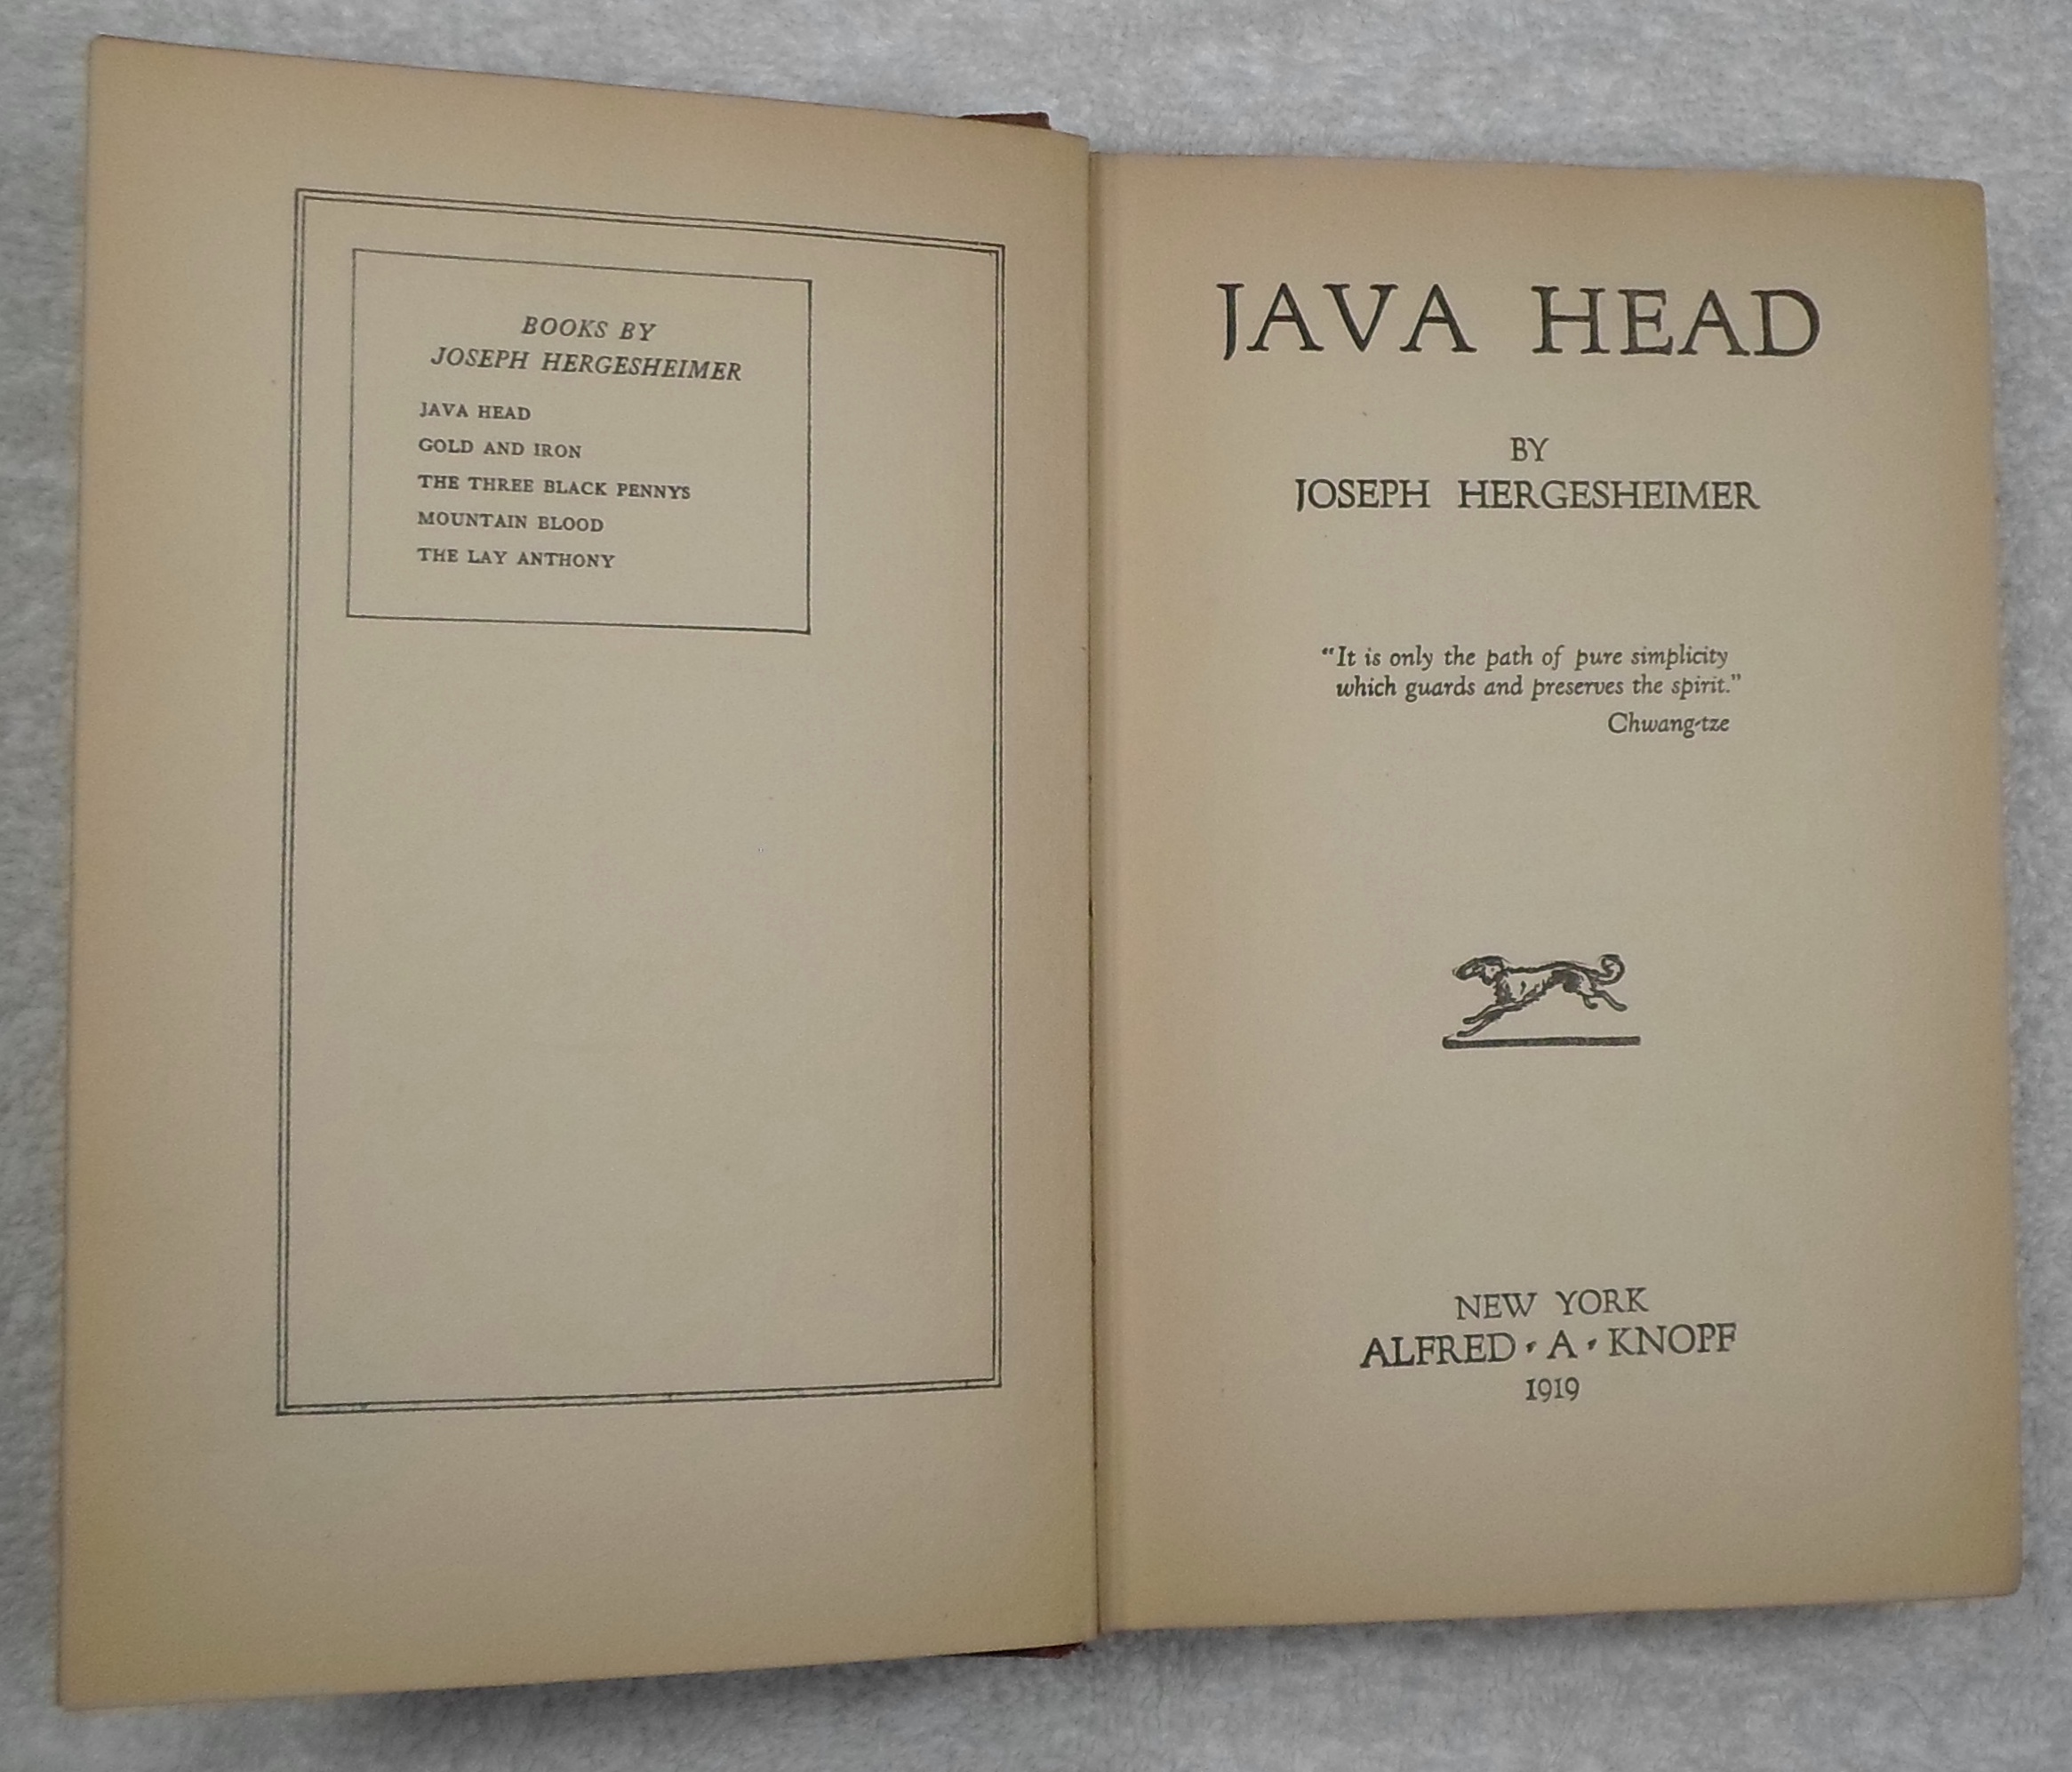 BOOKS BY
JOSEPH HERGESHEIMER
JAVA HEAD
GOLD AND IRON
THE THREE BLACK PENNYS
MOUNTAIN BLOOD
THE LAY ANTHONY
JAVA HEAD
BY
JOSEPH HERGESHEIMER
"It is only the path of pure simplicity
which guards and preserves the spirit."
Chwang-tze
NEW YORK
ALFRED · A · KNOPF
1919